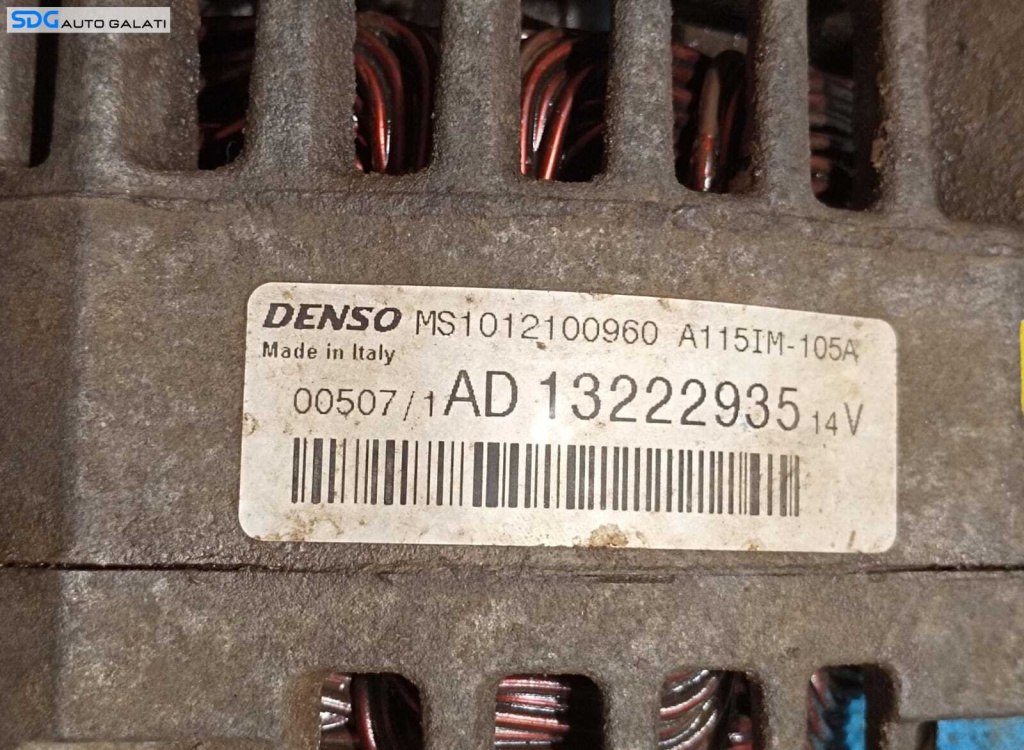 SDG AUTO GALATI
DENSO MS1012100960 A115IM-105A
Made in Italy
00507/1 AD 13222935 14V